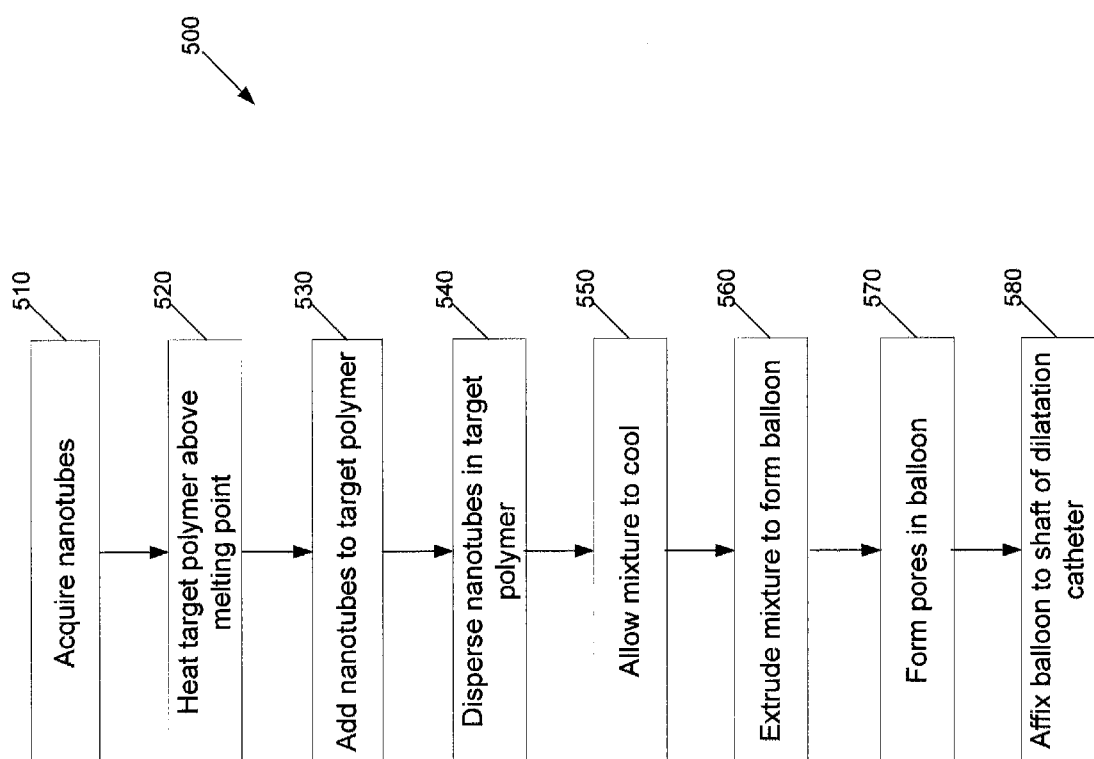 500
510
Acquire nanotubes
520
Heat target polymer above
melting point
530
Add nanotubes to target polymer
540
Disperse nanotubes in target
polymer
550
Allow mixture to cool
560
Extrude mixture to form balloon
570
Form pores in balloon
580
Affix balloon to shaft of dilatation
catheter